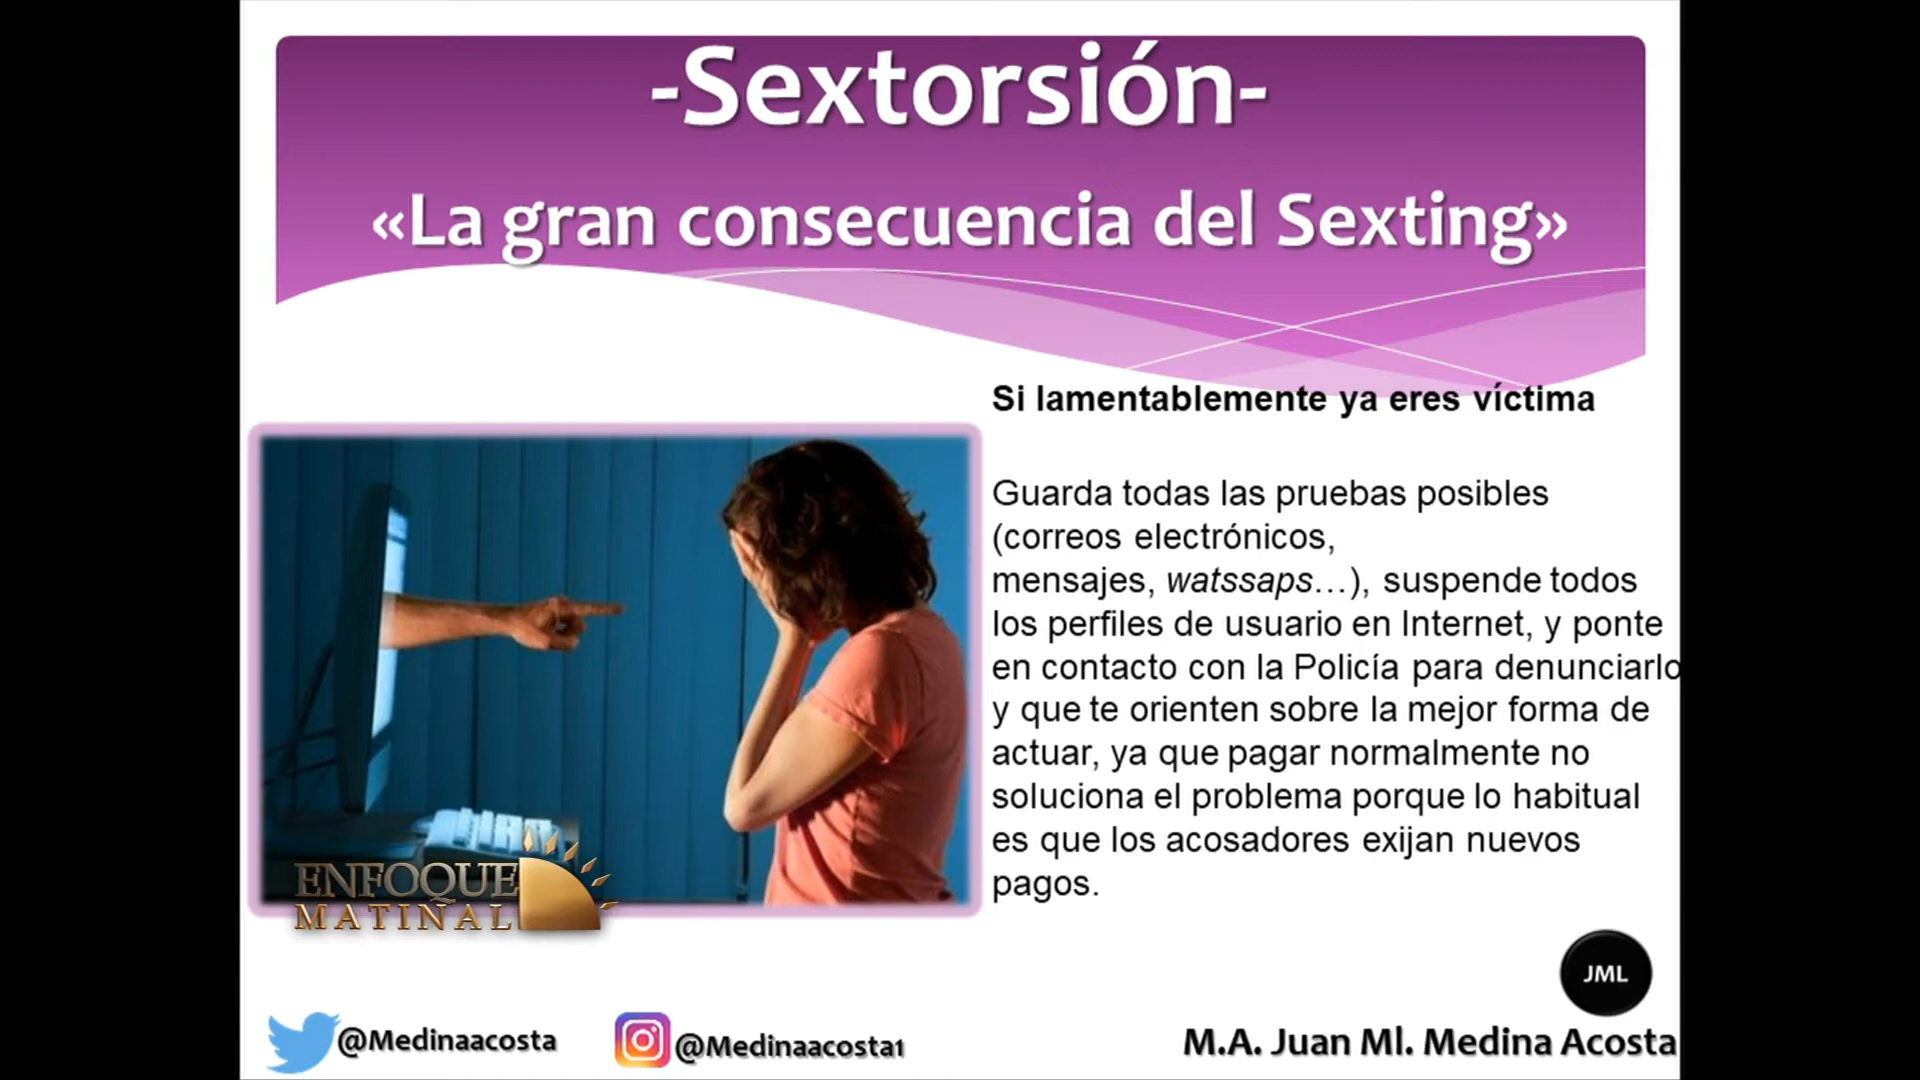 -Sextorsión-
«La gran consecuencia del Sexting»
Si lamentablemente ya eres víctima
Guarda todas las pruebas posibles
(correos electrónicos,
mensajes, watssaps…), suspende todos
los perfiles de usuario en Internet, y ponte
en contacto con la Policía para denunciarlo
y que te orienten sobre la mejor forma de
actuar, ya que pagar normalmente no
soluciona el problema porque lo habitual
es que los acosadores exijan nuevos
pagos.
ENFOQUE
MATINAL
JML
@Medinaacosta
@Medinaacosta1
M.A. Juan Ml. Medina Acosta